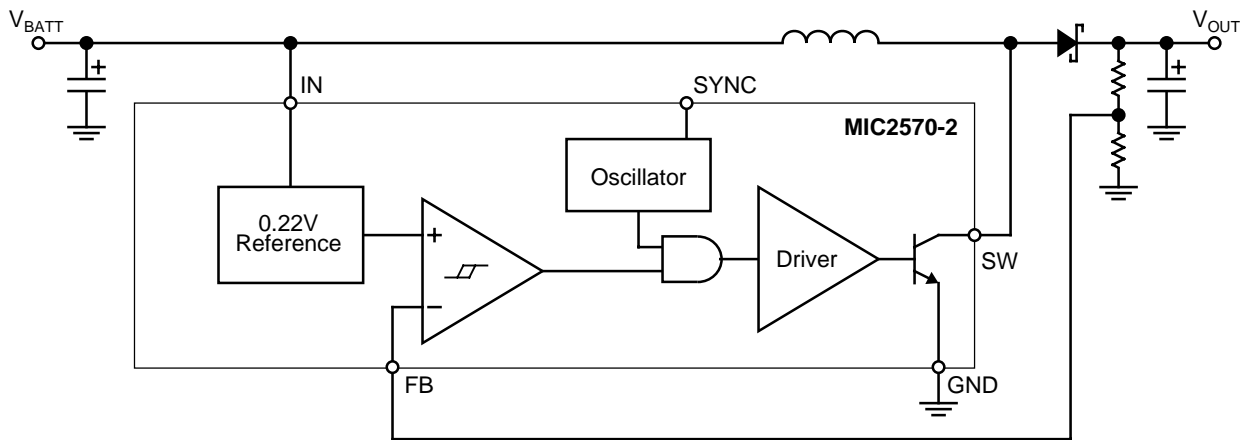 VBATT
VOUT
IN
SYNC
MIC2570-2
Oscillator
0.22V
Reference
+
−
Driver
SW
FB
GND
+
+